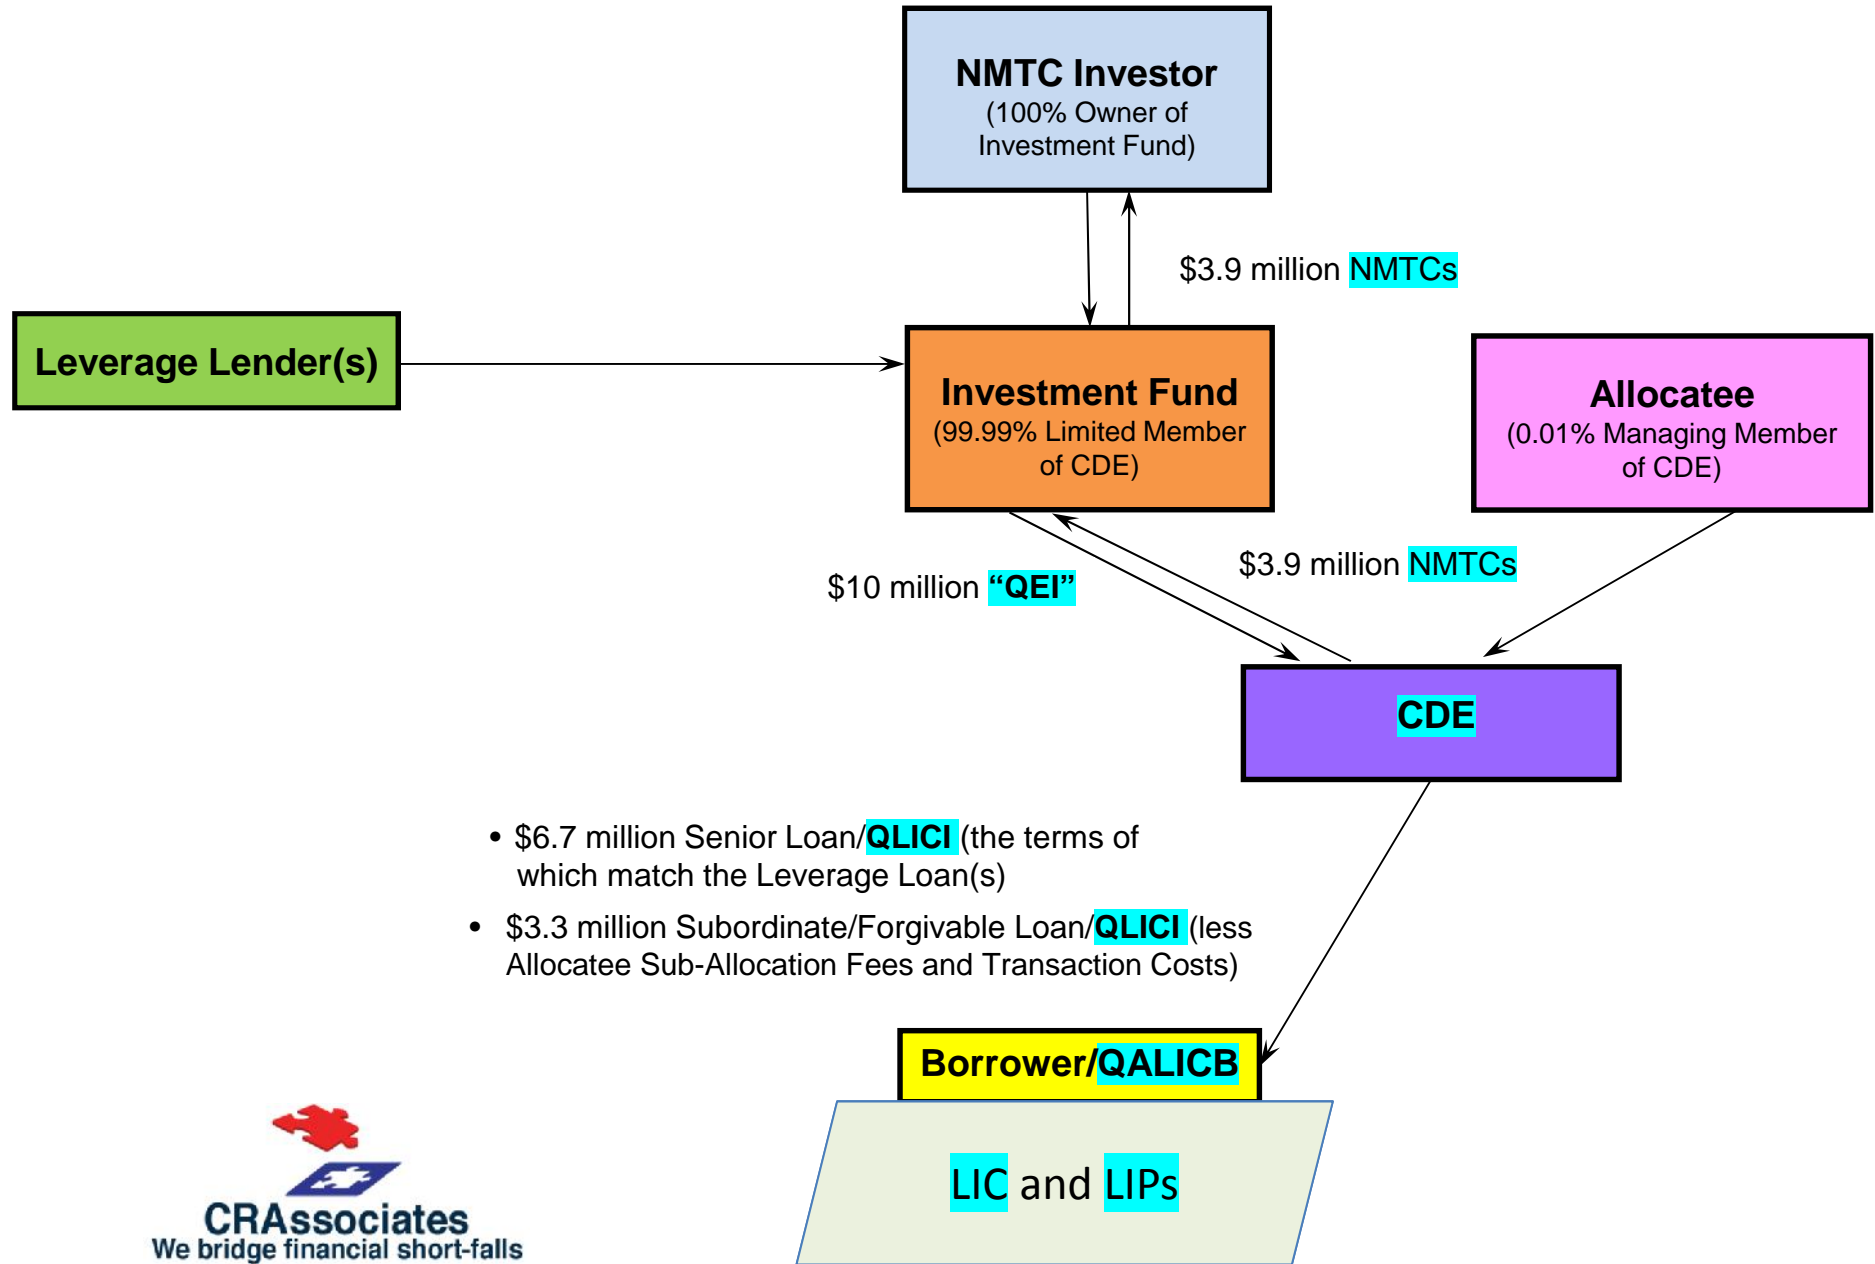 NMTC Investor
(100% Owner of
Investment Fund)
$3.9 million NMTCs
Leverage Lender(s)
Investment Fund
(99.99% Limited Member
of CDE)
Allocatee
(0.01% Managing Member
of CDE)
$3.9 million NMTCs
$10 million “QEI”
CDE
• $6.7 million Senior Loan/QLICI (the terms of
which match the Leverage Loan(s)
• $3.3 million Subordinate/Forgivable Loan/QLICI (less
Allocatee Sub-Allocation Fees and Transaction Costs)
Borrower/QALICB
LIC and LIPs
CRAssociates
We bridge financial short-falls